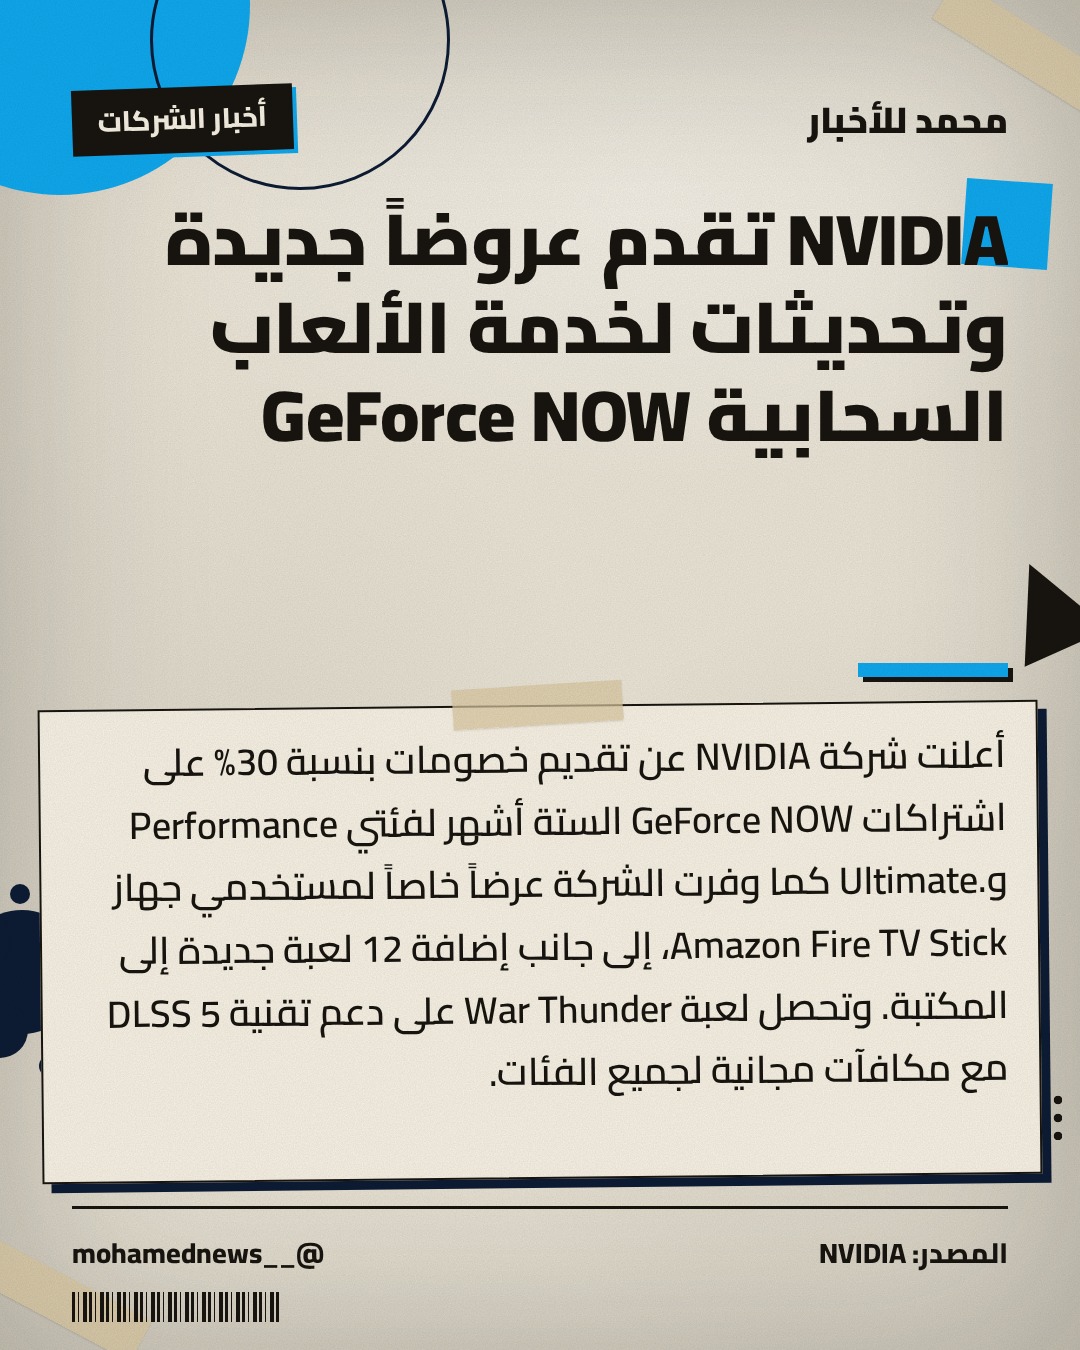 محمد للأخبار
أخبار الشركات
NVIDIA تقدم عروضاً جديدة
وتحديثات لخدمة الألعاب
السحابية GeForce NOW
أعلنت شركة NVIDIA عن تقديم خصومات بنسبة 30% على
اشتراكات GeForce NOW الستة أشهر لفئتي Performance
وUltimate. كما وفرت الشركة عرضاً خاصاً لمستخدمي جهاز
Amazon Fire TV Stick، إلى جانب إضافة 12 لعبة جديدة إلى
المكتبة. وتحصل لعبة War Thunder على دعم تقنية DLSS 5
مع مكافآت مجانية لجميع الفئات.
المصدر: NVIDIA
mohamednews__@